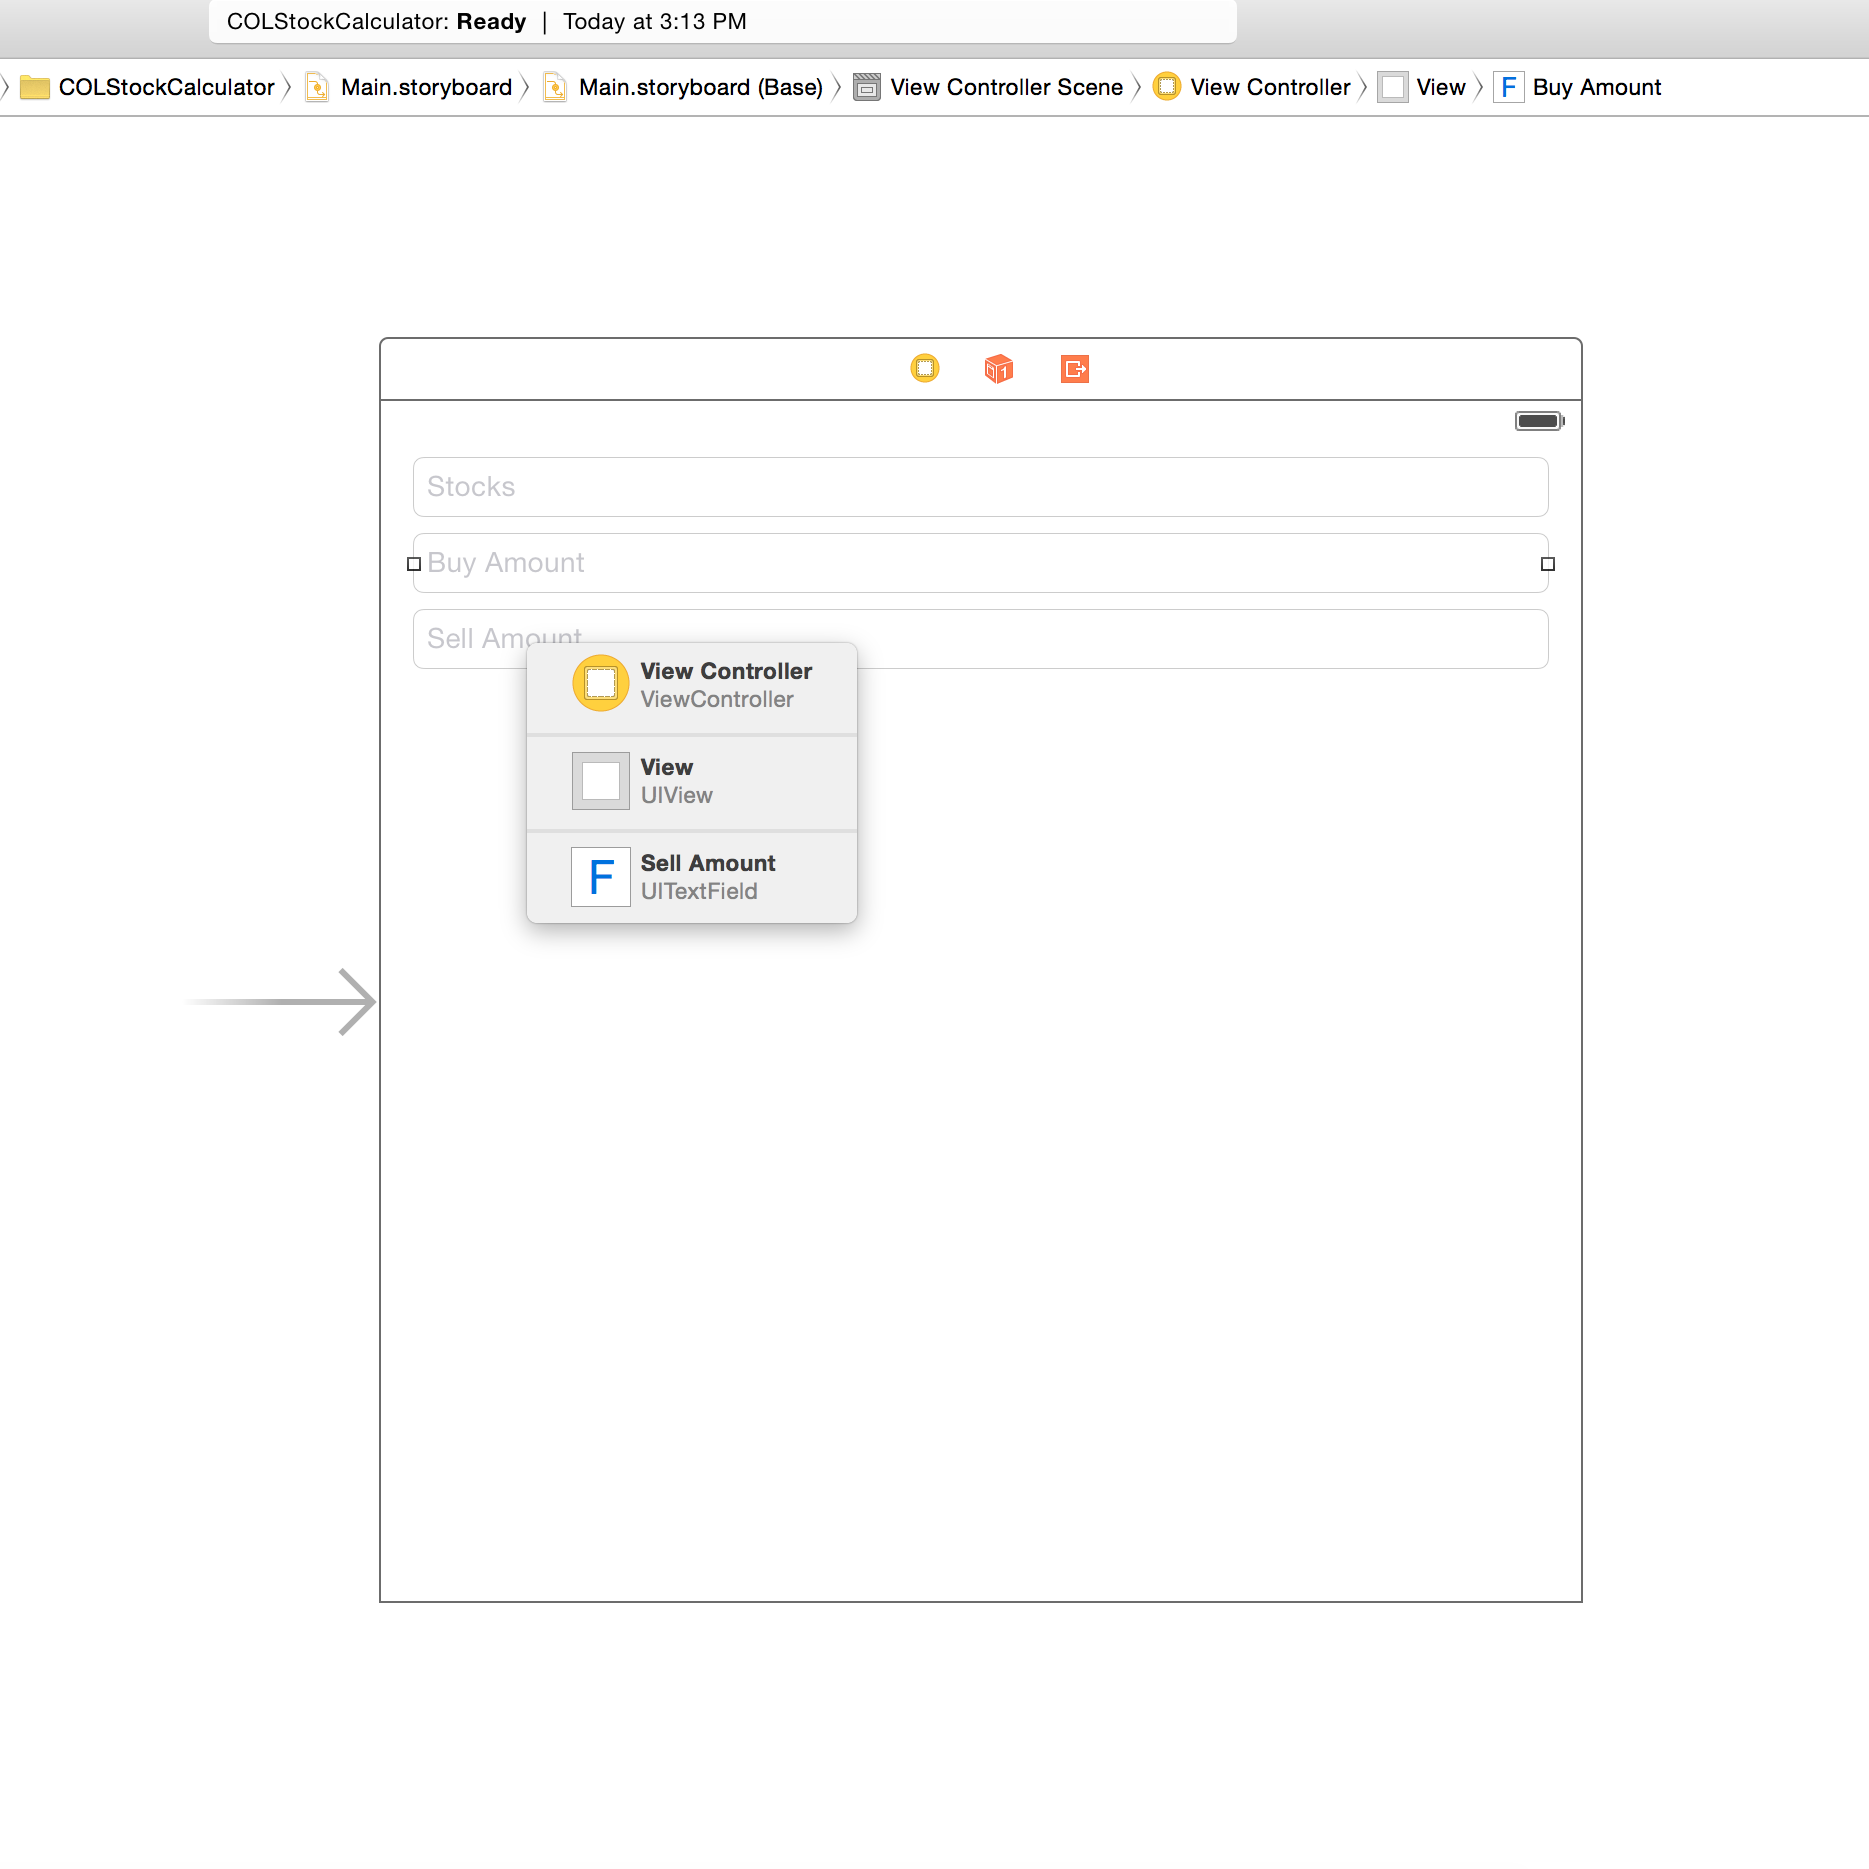 COLStockCalculator: Ready | Today at 3:13 PM
COLStockCalculator 〉 Main.storyboard 〉 Main.storyboard (Base) 〉 View Controller Scene 〉 View Controller 〉 View 〉 F Buy Amount
1
Stocks
Buy Amount
Sell Amount
View Controller
ViewController
View
UIView
F
Sell Amount
UITextField